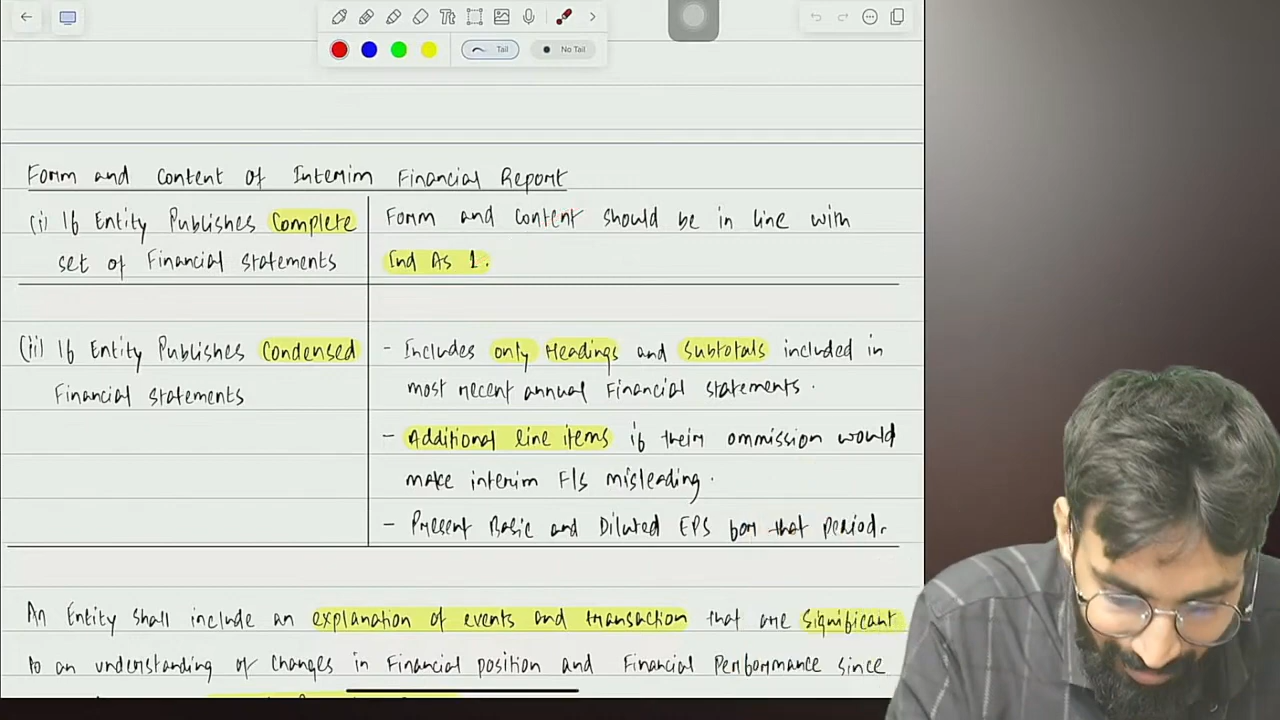 Tail
No Tail
Form and Content of Interim Financial Report
(i) If Entity Publishes Complete
set of Financial statements
Form and Content should be in line with
Ind As 1.
(ii) If Entity Publishes Condensed
Financial statements
- Includes only Headings and subtotals included in
most recent annual Financial statements.
- Additional line items if their ommission would
make interim F/s misleading.
- Present Basic and Diluted EPS for that period.
An Entity shall include an explanation of events and transaction that are significant
to an understanding of changes in Financial position and Financial Performance since